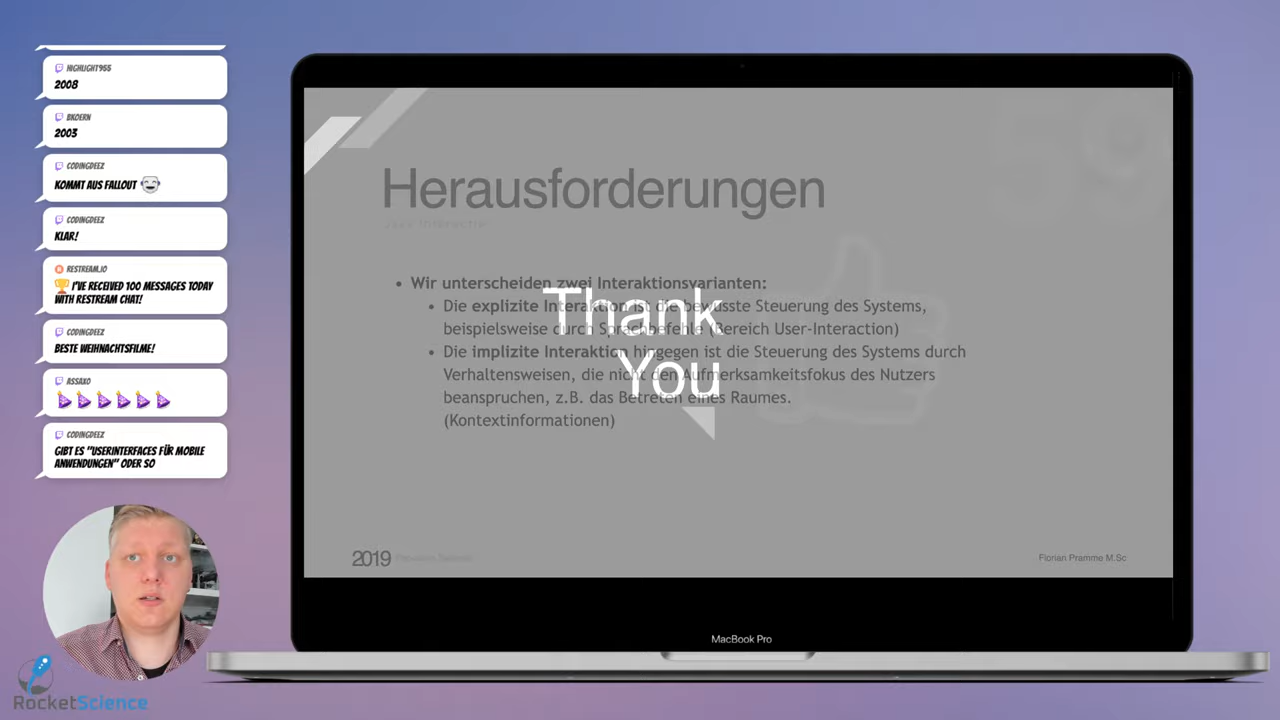 HIGHLIGHT955
2008
BKOERN
2003
CODINGDEEZ
KOMMT AUS FALLOUT
CODINGDEEZ
KLAR!
RESTREAM.IO
I'VE RECEIVED 100 MESSAGES TODAY
WITH RESTREAM CHAT!
CODINGDEEZ
BESTE WEIHNACHTSFILME!
ASSAXO
CODINGDEEZ
GIBT ES "USERINTERFACES FÜR MOBILE
ANWENDUNGEN" ODER SO
RocketScience
59
Herausforderungen
• Wir unterscheiden zwei Interaktionsvarianten:
• Die explizite Interaktion ist die bewusste Steuerung des Systems,
beispielsweise durch Sprachbefehle (Bereich User-Interaction)
• Die implizite Interaktion hingegen ist die Steuerung des Systems durch
Verhaltensweisen, die nicht den Aufmerksamkeitsfokus des Nutzers
beanspruchen, z.B. das Betreten eines Raumes.
(Kontextinformationen)
Thank
You
2019
Florian Pramme M.Sc
MacBook Pro